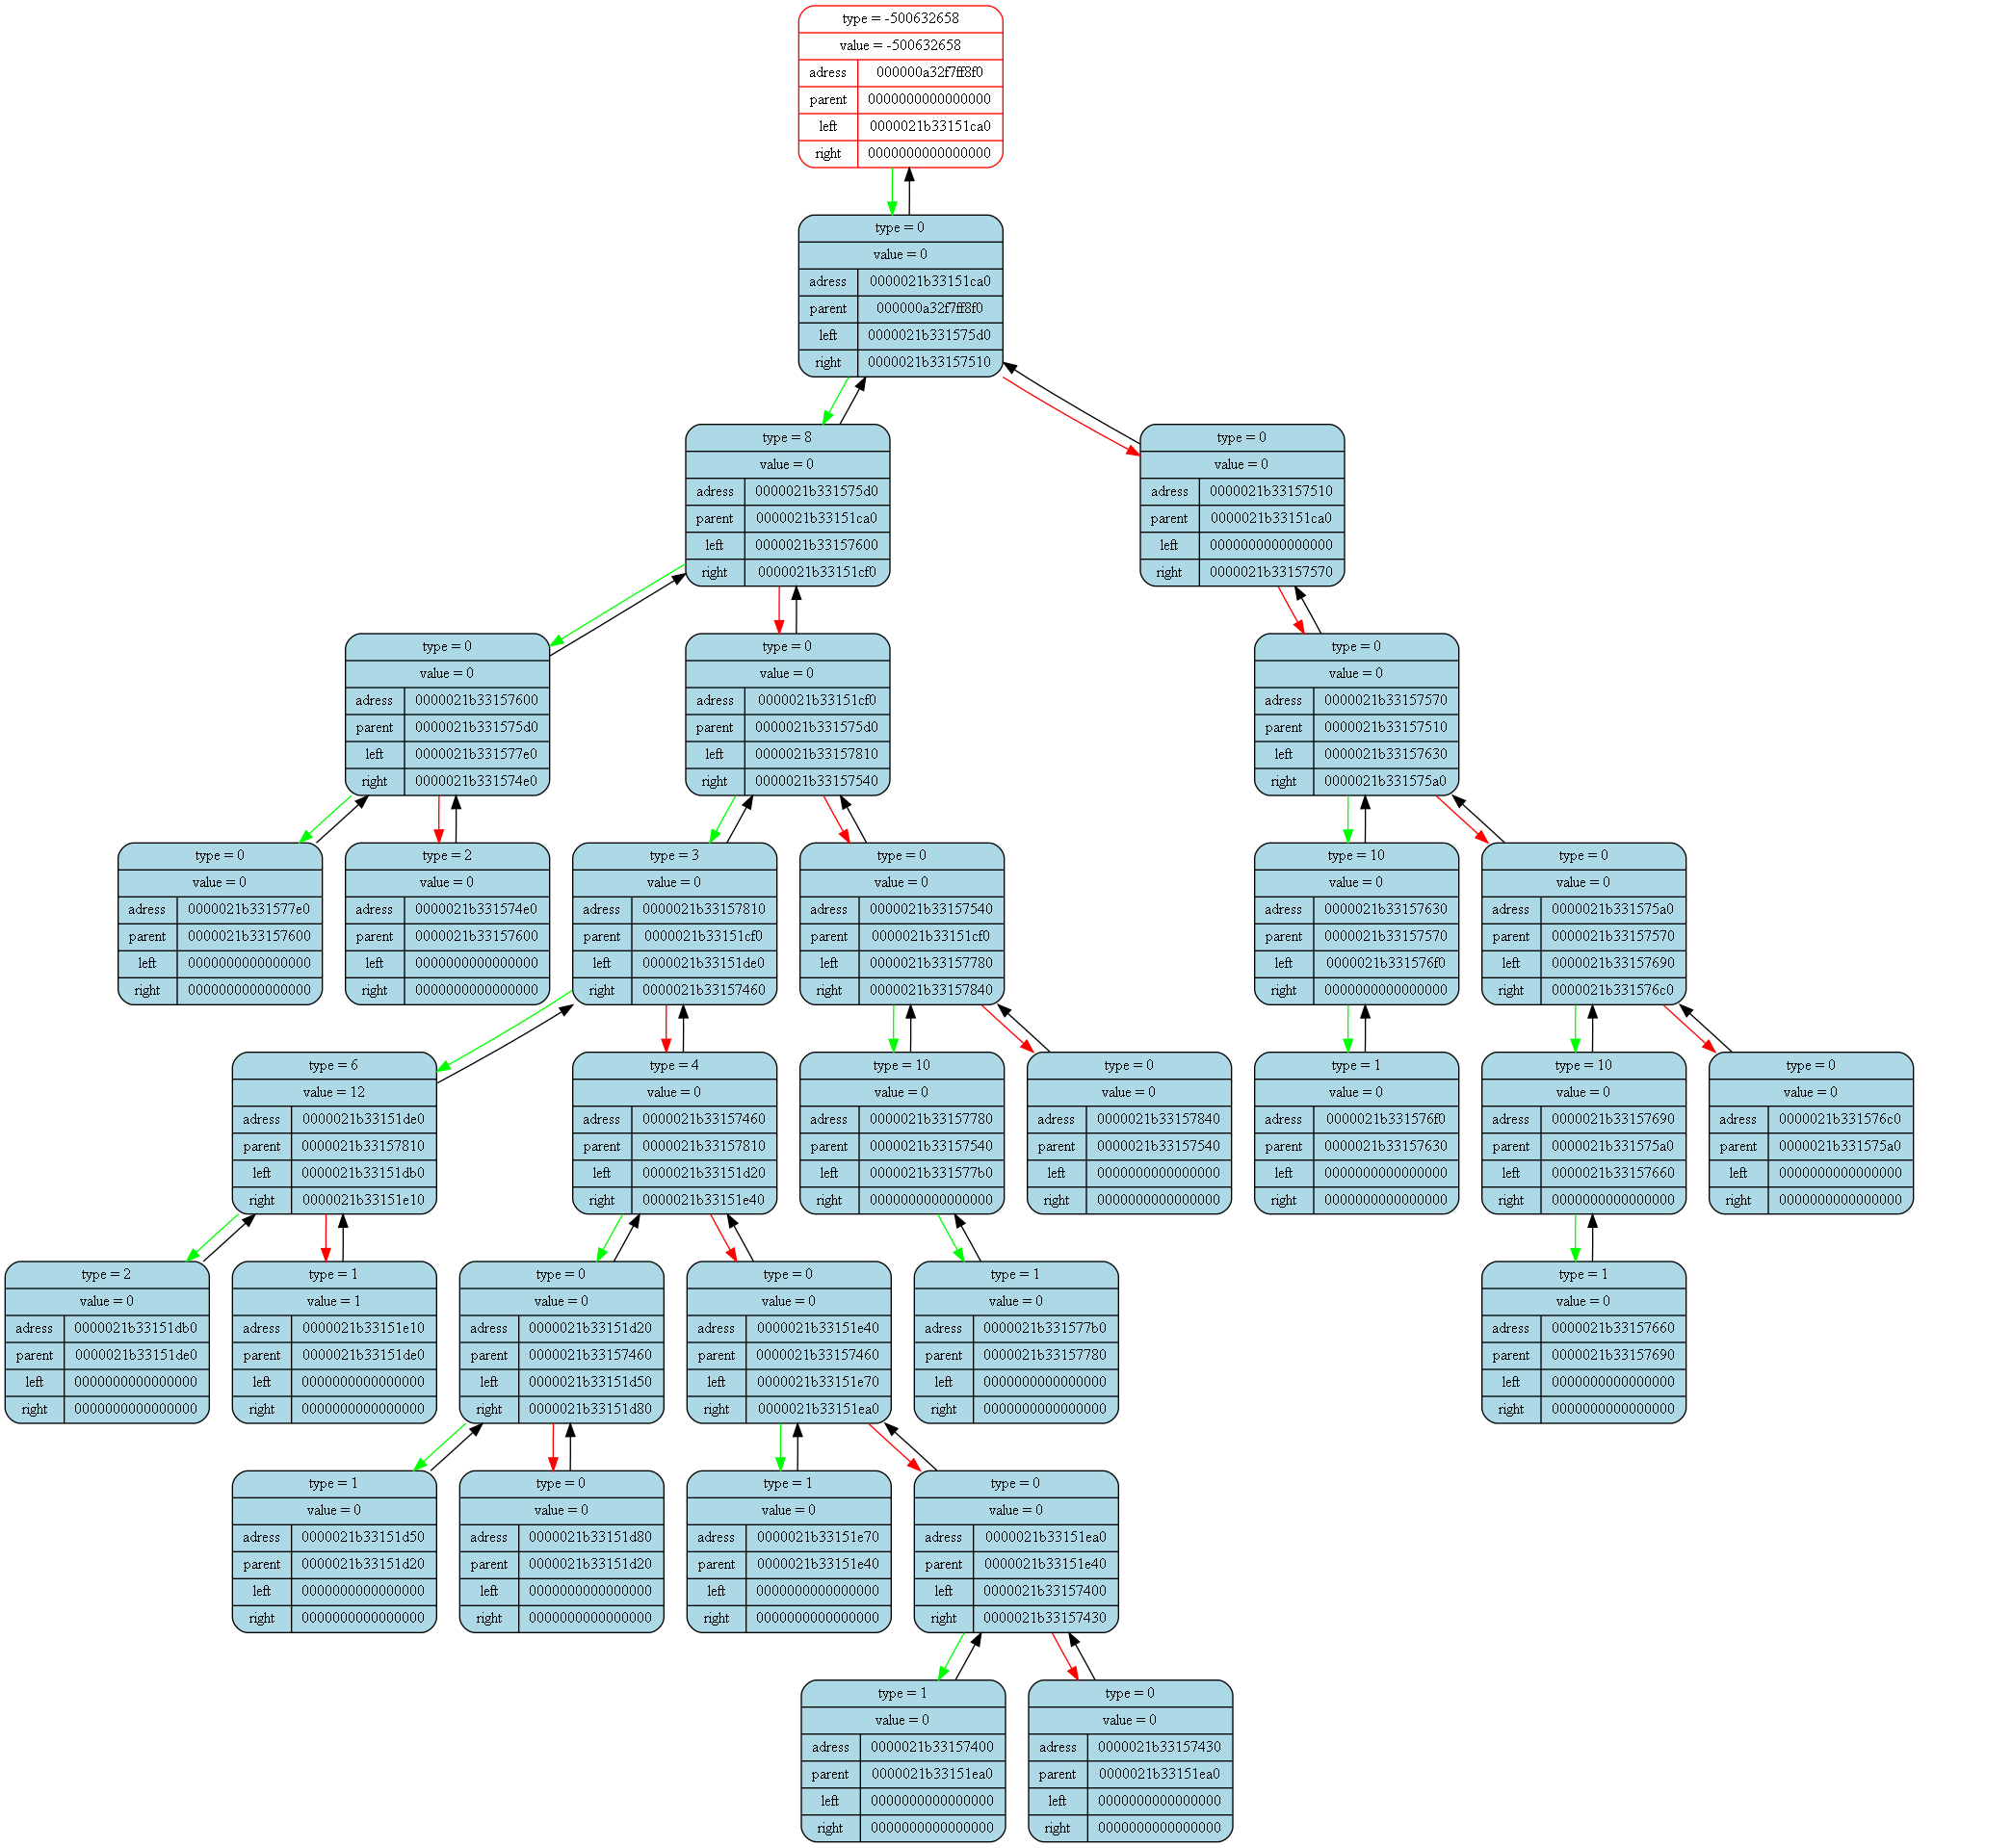 type = -500632658
value = -500632658
adress 000000a32f7ff8f0
parent 0000000000000000
left 0000021b33151ca0
right 0000000000000000
type = 0
value = 0
adress 0000021b33151ca0
parent 000000a32f7ff8f0
left 0000021b331575d0
right 0000021b33157510
type = 8
value = 0
adress 0000021b331575d0
parent 0000021b33151ca0
left 0000021b33157600
right 0000021b33151cf0
type = 0
value = 0
adress 0000021b33157510
parent 0000021b33151ca0
left 0000000000000000
right 0000021b33157570
type = 0
value = 0
adress 0000021b33157600
parent 0000021b331575d0
left 0000021b331577e0
right 0000021b331574e0
type = 0
value = 0
adress 0000021b33151cf0
parent 0000021b331575d0
left 0000021b33157810
right 0000021b33157540
type = 0
value = 0
adress 0000021b33157570
parent 0000021b33157510
left 0000021b33157630
right 0000021b331575a0
type = 0
value = 0
adress 0000021b331577e0
parent 0000021b33157600
left 0000000000000000
right 0000000000000000
type = 2
value = 0
adress 0000021b331574e0
parent 0000021b33157600
left 0000000000000000
right 0000000000000000
type = 3
value = 0
adress 0000021b33157810
parent 0000021b33151cf0
left 0000021b33151de0
right 0000021b33157460
type = 0
value = 0
adress 0000021b33157540
parent 0000021b33151cf0
left 0000021b33157780
right 0000021b33157840
type = 10
value = 0
adress 0000021b33157630
parent 0000021b33157570
left 0000021b331576f0
right 0000000000000000
type = 0
value = 0
adress 0000021b331575a0
parent 0000021b33157570
left 0000021b33157690
right 0000021b331576c0
type = 6
value = 12
adress 0000021b33151de0
parent 0000021b33157810
left 0000021b33151db0
right 0000021b33151e10
type = 4
value = 0
adress 0000021b33157460
parent 0000021b33157810
left 0000021b33151d20
right 0000021b33151e40
type = 10
value = 0
adress 0000021b33157780
parent 0000021b33157540
left 0000021b331577b0
right 0000000000000000
type = 0
value = 0
adress 0000021b33157840
parent 0000021b33157540
left 0000000000000000
right 0000000000000000
type = 1
value = 0
adress 0000021b331576f0
parent 0000021b33157630
left 0000000000000000
right 0000000000000000
type = 10
value = 0
adress 0000021b33157690
parent 0000021b331575a0
left 0000021b33157660
right 0000000000000000
type = 0
value = 0
adress 0000021b331576c0
parent 0000021b331575a0
left 0000000000000000
right 0000000000000000
type = 2
value = 0
adress 0000021b33151db0
parent 0000021b33151de0
left 0000000000000000
right 0000000000000000
type = 1
value = 1
adress 0000021b33151e10
parent 0000021b33151de0
left 0000000000000000
right 0000000000000000
type = 0
value = 0
adress 0000021b33151d20
parent 0000021b33157460
left 0000021b33151d50
right 0000021b33151d80
type = 0
value = 0
adress 0000021b33151e40
parent 0000021b33157460
left 0000021b33151e70
right 0000021b33151ea0
type = 1
value = 0
adress 0000021b331577b0
parent 0000021b33157780
left 0000000000000000
right 0000000000000000
type = 1
value = 0
adress 0000021b33157660
parent 0000021b33157690
left 0000000000000000
right 0000000000000000
type = 1
value = 0
adress 0000021b33151d50
parent 0000021b33151d20
left 0000000000000000
right 0000000000000000
type = 0
value = 0
adress 0000021b33151d80
parent 0000021b33151d20
left 0000000000000000
right 0000000000000000
type = 1
value = 0
adress 0000021b33151e70
parent 0000021b33151e40
left 0000000000000000
right 0000000000000000
type = 0
value = 0
adress 0000021b33151ea0
parent 0000021b33151e40
left 0000021b33157400
right 0000021b33157430
type = 1
value = 0
adress 0000021b33157400
parent 0000021b33151ea0
left 0000000000000000
right 0000000000000000
type = 0
value = 0
adress 0000021b33157430
parent 0000021b33151ea0
left 0000000000000000
right 0000000000000000